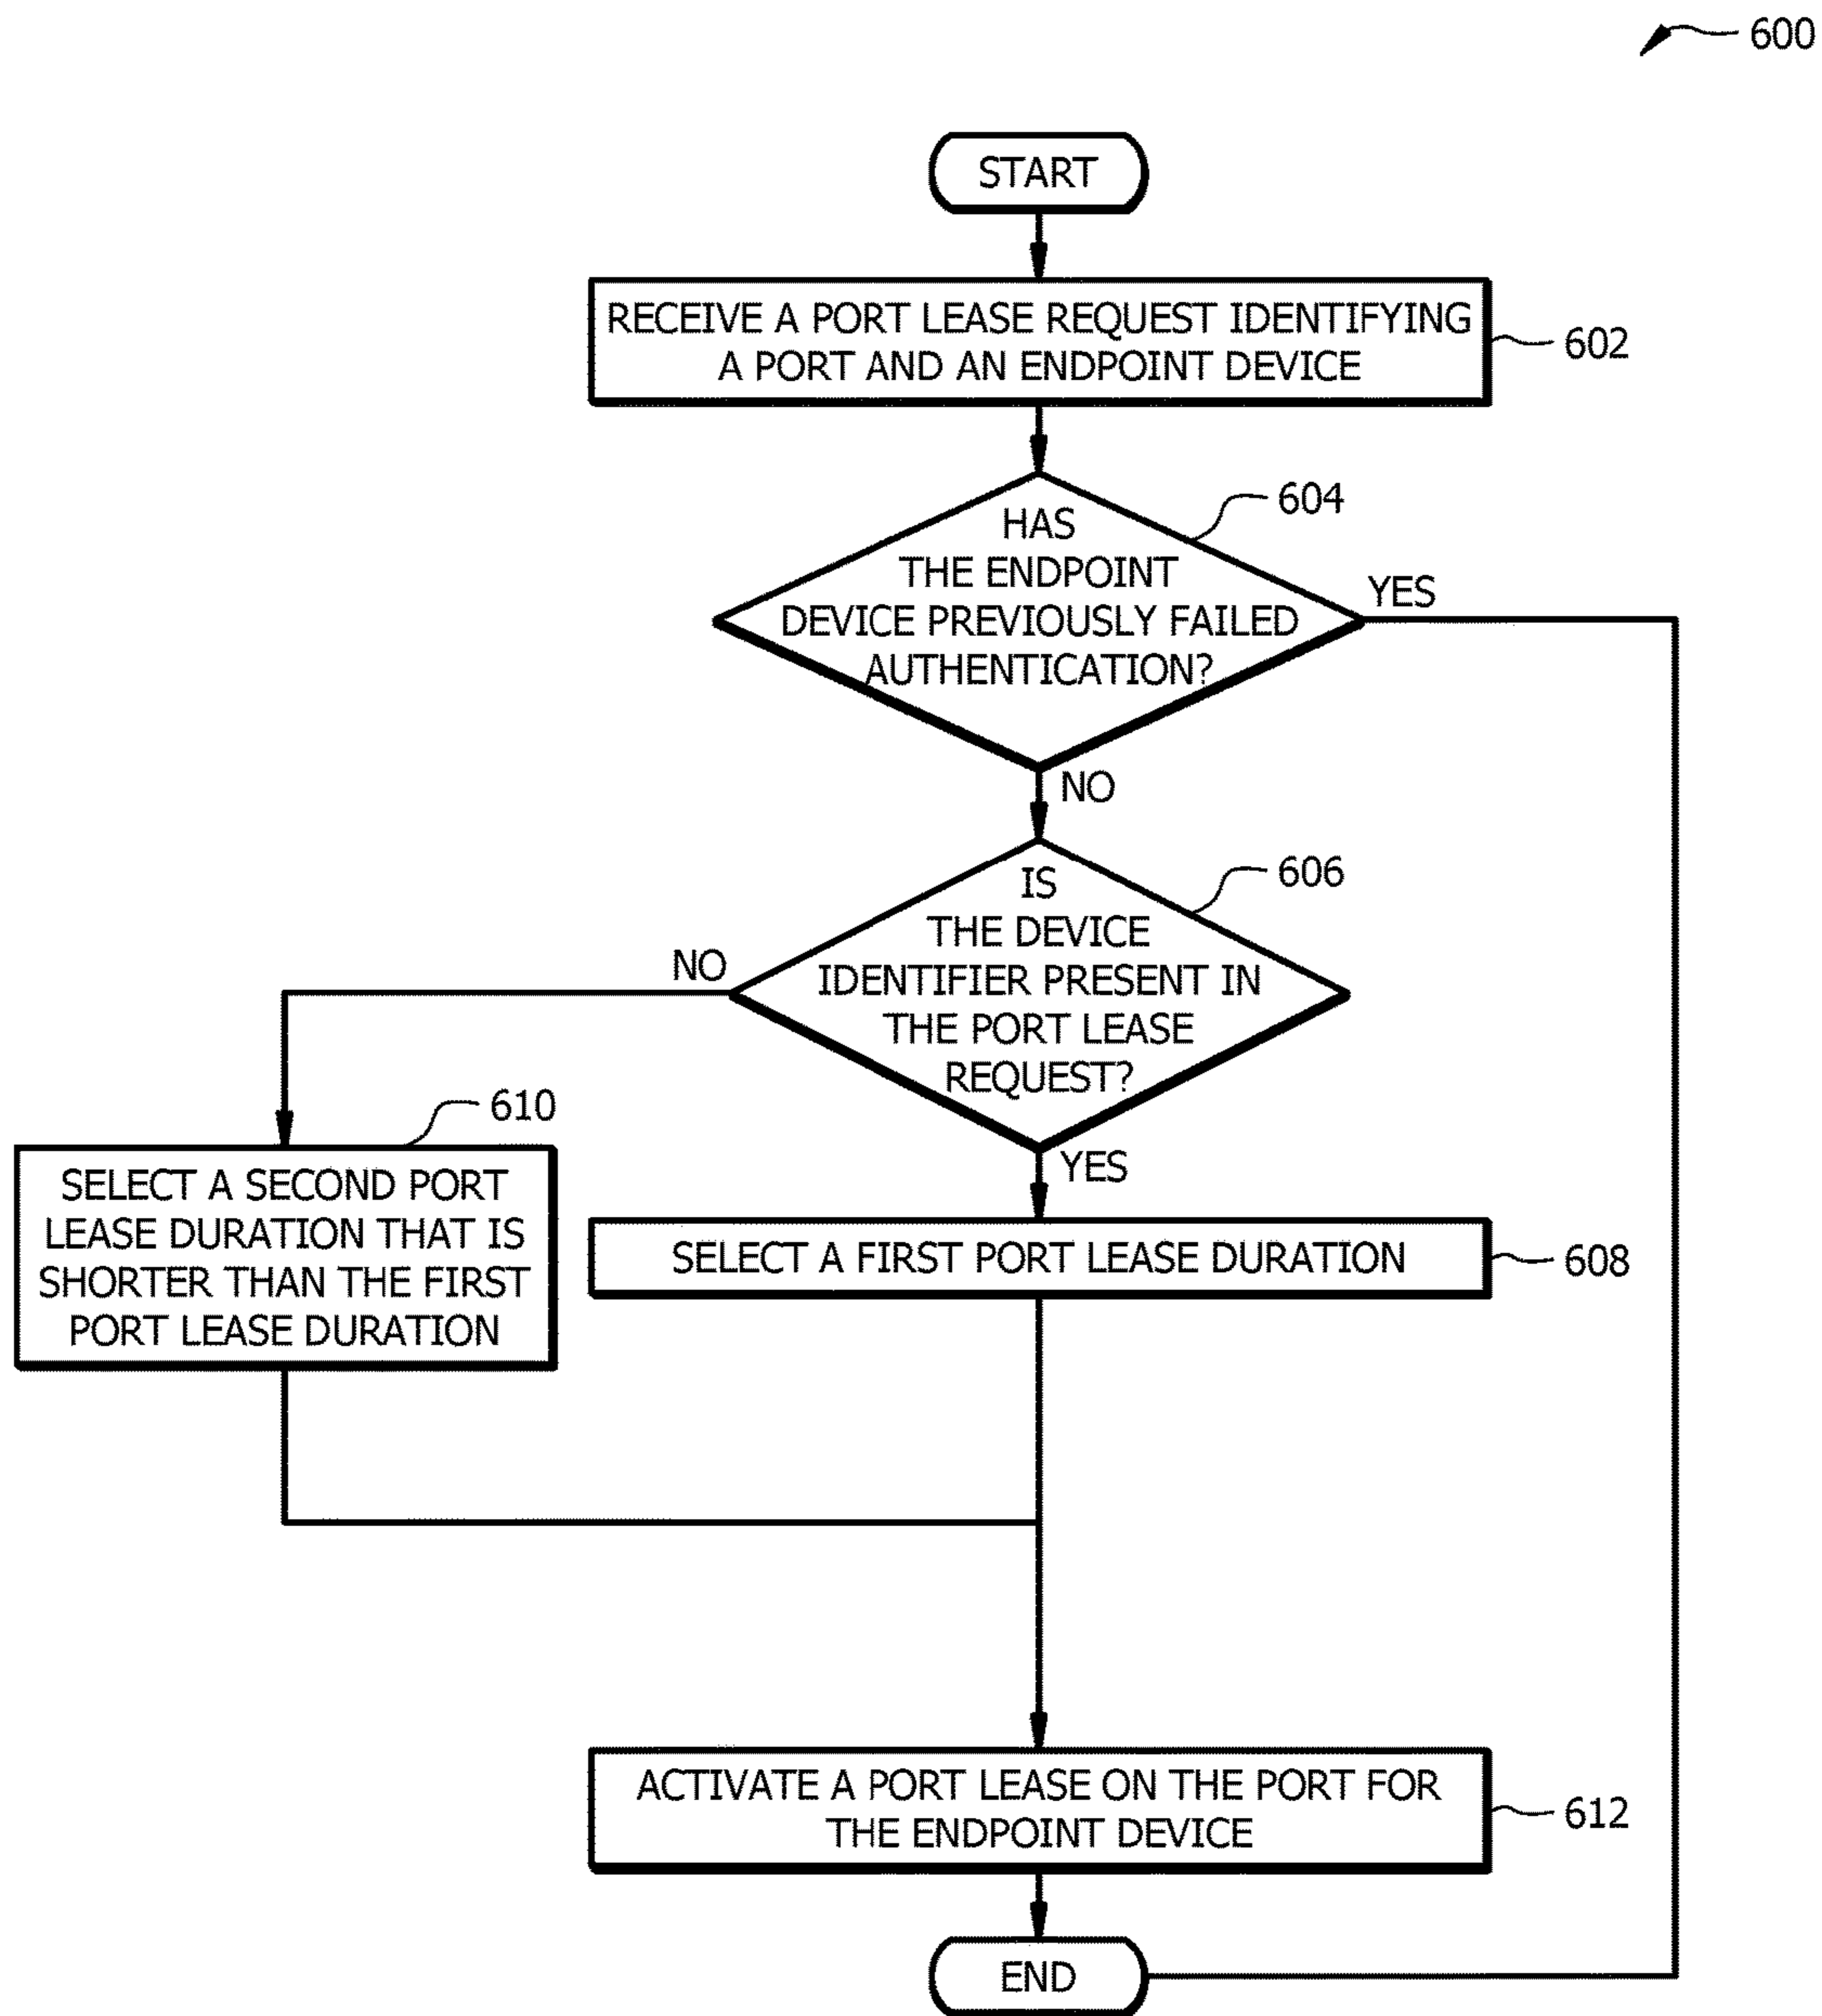 600
START
RECEIVE A PORT LEASE REQUEST IDENTIFYING
A PORT AND AN ENDPOINT DEVICE
602
604
HAS
THE ENDPOINT
DEVICE PREVIOUSLY FAILED
AUTHENTICATION?
YES
NO
606
IS
THE DEVICE
IDENTIFIER PRESENT IN
THE PORT LEASE
REQUEST?
NO
YES
610
SELECT A SECOND PORT
LEASE DURATION THAT IS
SHORTER THAN THE FIRST
PORT LEASE DURATION
SELECT A FIRST PORT LEASE DURATION
608
ACTIVATE A PORT LEASE ON THE PORT FOR
THE ENDPOINT DEVICE
612
END